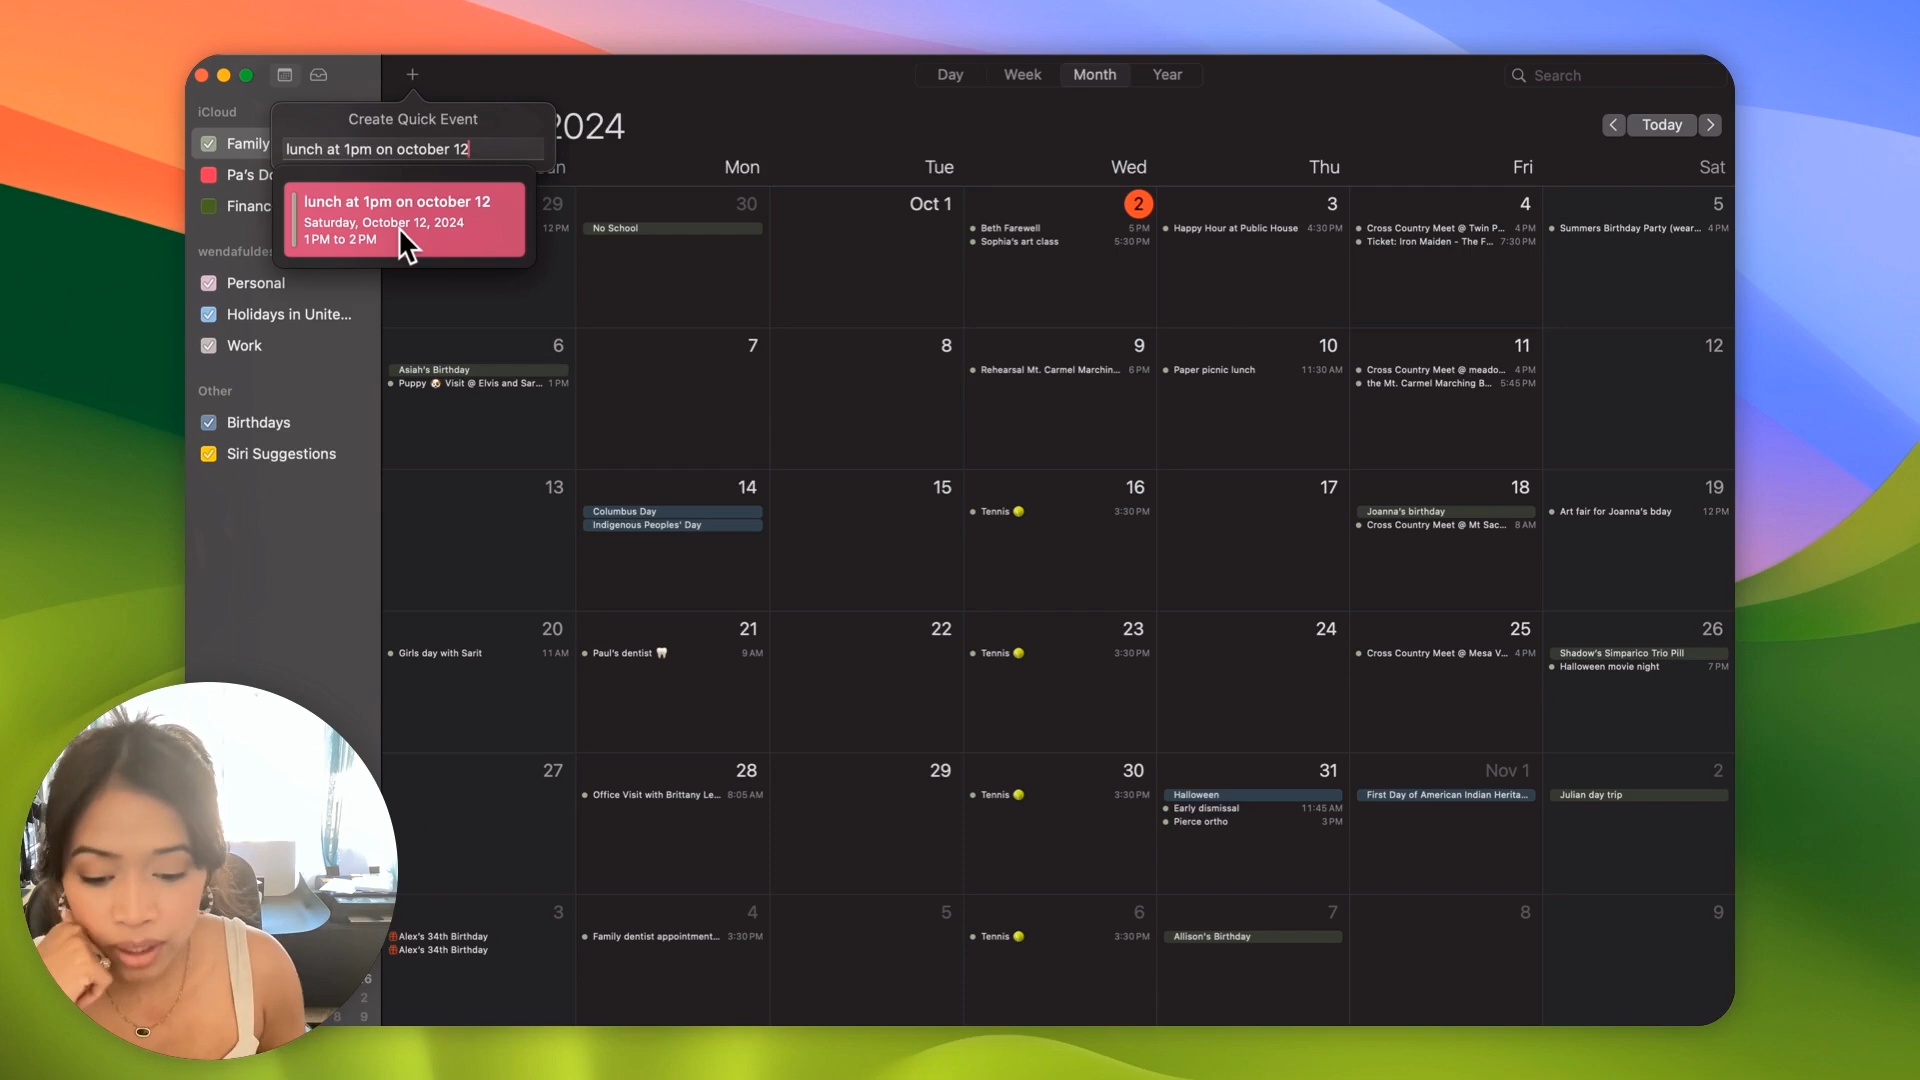 Day Week Month Year
Search
iCloud
Create Quick Event
2024
Today
Family
lunch at 1pm on october 12
Pa's Do
lunch at 1pm on october 12
Saturday, October 12, 2024
1 PM to 2 PM
Financ
wendafuldes
Personal
Holidays in Unite...
Work
Other
Birthdays
Siri Suggestions
Mon Tue Wed Thu Fri Sat
29 30 Oct 1 2 3 4 5
12 PM
No School
Beth Farewell 5 PM
Sophia's art class 5:30 PM
Happy Hour at Public House 4:30 PM
Cross Country Meet @ Twin P... 4 PM
Ticket: Iron Maiden - The F... 7:30 PM
Summers Birthday Party (wear... 4 PM
6 7 8 9 10 11 12
Asiah's Birthday
Puppy 🐶 Visit @ Elvis and Sar... 1 PM
Rehearsal Mt. Carmel Marchin... 6 PM
Paper picnic lunch 11:30 AM
Cross Country Meet @ meado... 4 PM
the Mt. Carmel Marching B... 5:45 PM
13 14 15 16 17 18 19
Columbus Day
Indigenous Peoples' Day
Tennis 🎾 3:30 PM
Joanna's birthday
Cross Country Meet @ Mt Sac... 8 AM
Art fair for Joanna's bday 12 PM
20 21 22 23 24 25 26
Girls day with Sarit 11 AM
Paul's dentist 🦷 9 AM
Tennis 🎾 3:30 PM
Cross Country Meet @ Mesa V... 4 PM
Shadow's Simparico Trio Pill
Halloween movie night 7 PM
27 28 29 30 31 Nov 1 2
Office Visit with Brittany Le... 8:05 AM
Tennis 🎾 3:30 PM
Halloween
Early dismissal 11:45 AM
Pierce ortho 3 PM
First Day of American Indian Herita...
Julian day trip
3 4 5 6 7 8 9
Alex's 34th Birthday
Alex's 34th Birthday
Family dentist appointment... 3:30 PM
Tennis 🎾 3:30 PM
Allison's Birthday
2
8 9